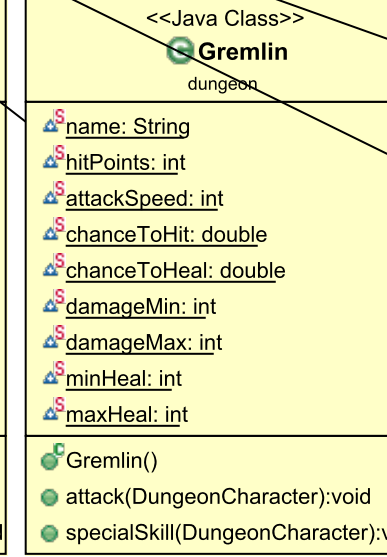 <<Java Class>>
Gremlin
dungeon
name: String
hitPoints: int
attackSpeed: int
chanceToHit: double
chanceToHeal: double
damageMin: int
damageMax: int
minHeal: int
maxHeal: int
Gremlin()
attack(DungeonCharacter):void
specialSkill(DungeonCharacter):v